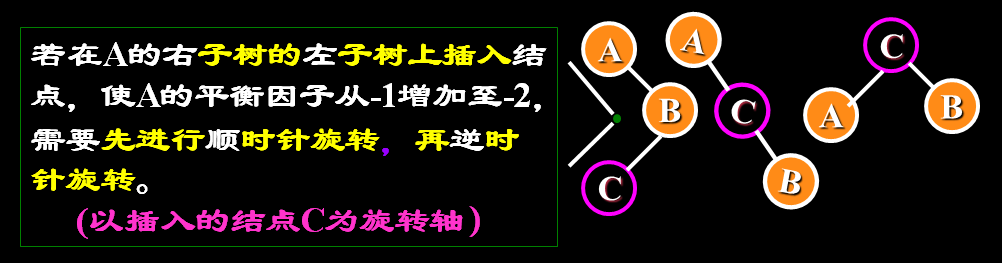 若在A的右子树的左子树上插入结
点，使A的平衡因子从-1增加至-2，
需要先进行顺时针旋转，再逆时
针旋转。
(以插入的结点C为旋转轴）
A
B
C
A
C
B
C
A
B